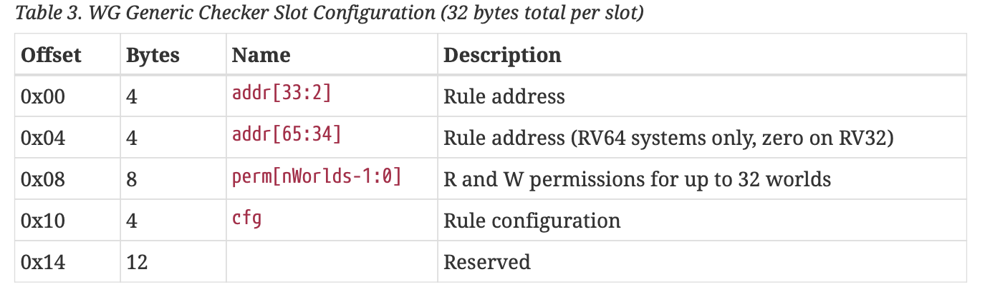 Table 3. WG Generic Checker Slot Configuration (32 bytes total per slot)
Offset Bytes Name Description
0x00 4 addr[33:2] Rule address
0x04 4 addr[65:34] Rule address (RV64 systems only, zero on RV32)
0x08 8 perm[nWorlds-1:0] R and W permissions for up to 32 worlds
0x10 4 cfg Rule configuration
0x14 12 Reserved